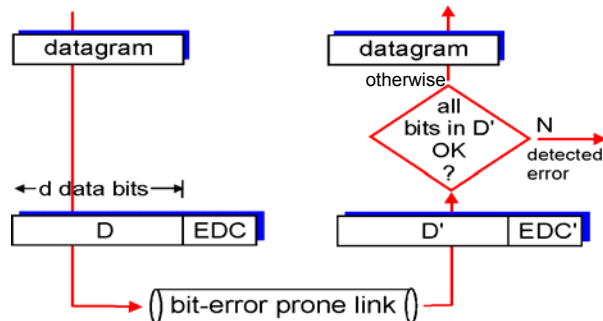 datagram
datagram
otherwise
all
bits in D'
OK
?
N
detected
error
d data bits
D
EDC
D'
EDC'
bit-error prone link